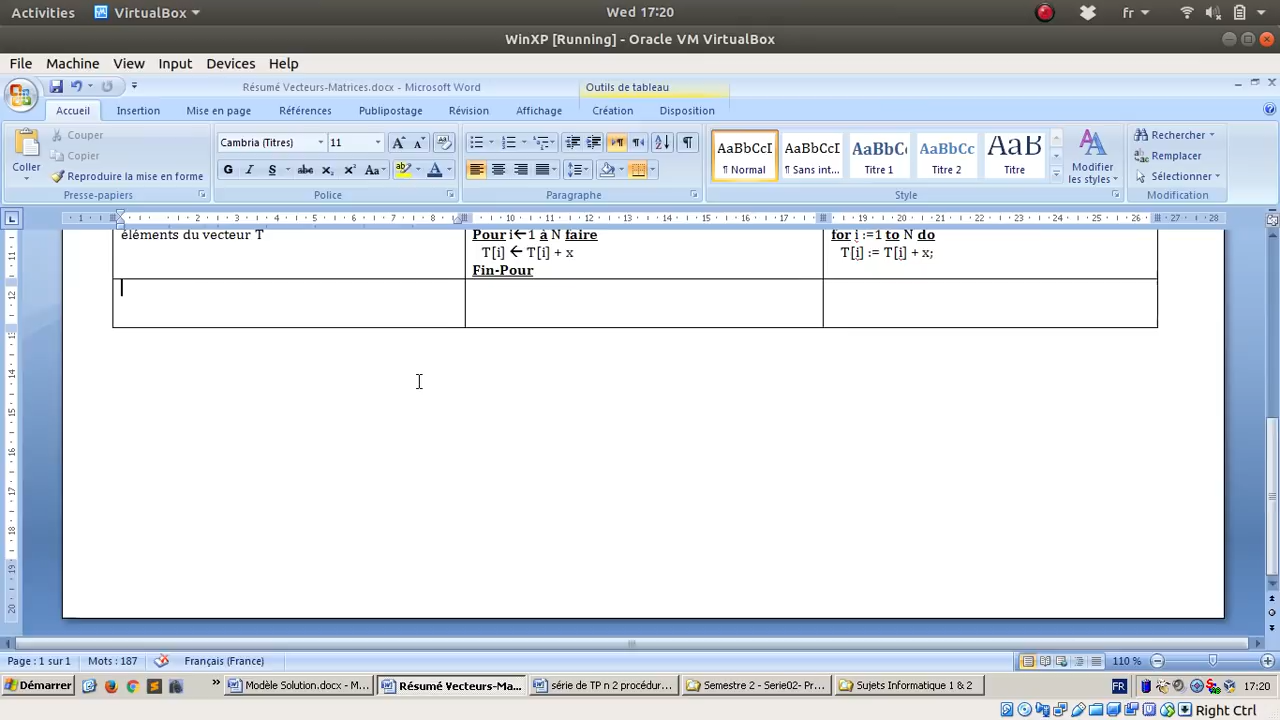 Activities VirtualBox Wed 17:20 fr
WinXP [Running] - Oracle VM VirtualBox
File Machine View Input Devices Help
Résumé Vecteurs-Matrices.docx - Microsoft Word Outils de tableau
Accueil Insertion Mise en page Références Publipostage Révision Affichage Création Disposition
Coller
Couper
Copier
Reproduire la mise en forme
Presse-papiers
Cambria (Titres) 11
G I S abc x₂ x² Aa
Police
Paragraphe
AaBbCcI AaBbCcI AaBbC AaBbCc AaB
¶ Normal ¶ Sans int... Titre 1 Titre 2 Titre
Modifier les styles
Style
Rechercher
Remplacer
Sélectionner
Modification
éléments du vecteur T
Pour i←1 à N faire
T[i] ← T[i] + x
Fin-Pour
for i :=1 to N do
T[i] := T[i] + x;
Page : 1 sur 1 Mots : 187 Français (France) 110 %
Démarrer » Modèle Solution.docx - M... Résumé Vecteurs-Ma... série de TP n 2 procédur... Semestre 2 - Serie02- Pr... Sujets Informatique 1 & 2 FR 17:20
Right Ctrl